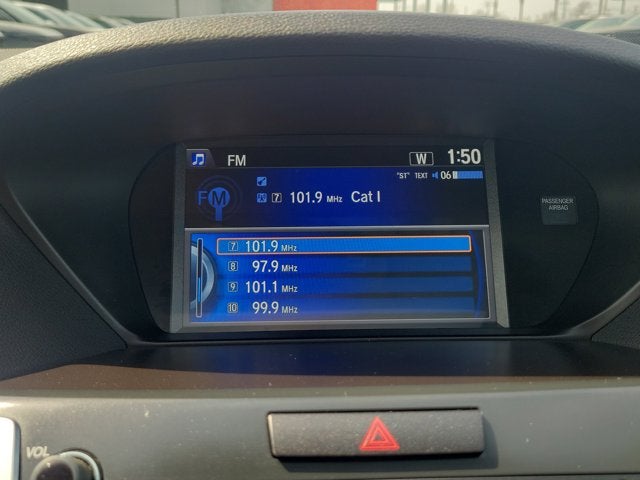 FM W 1:50
"ST" TEXT 06
FM 7 101.9 MHz Cat I
7 101.9 MHz
8 97.9 MHz
9 101.1 MHz
10 99.9 MHz
PASSENGER
AIRBAG
VOL